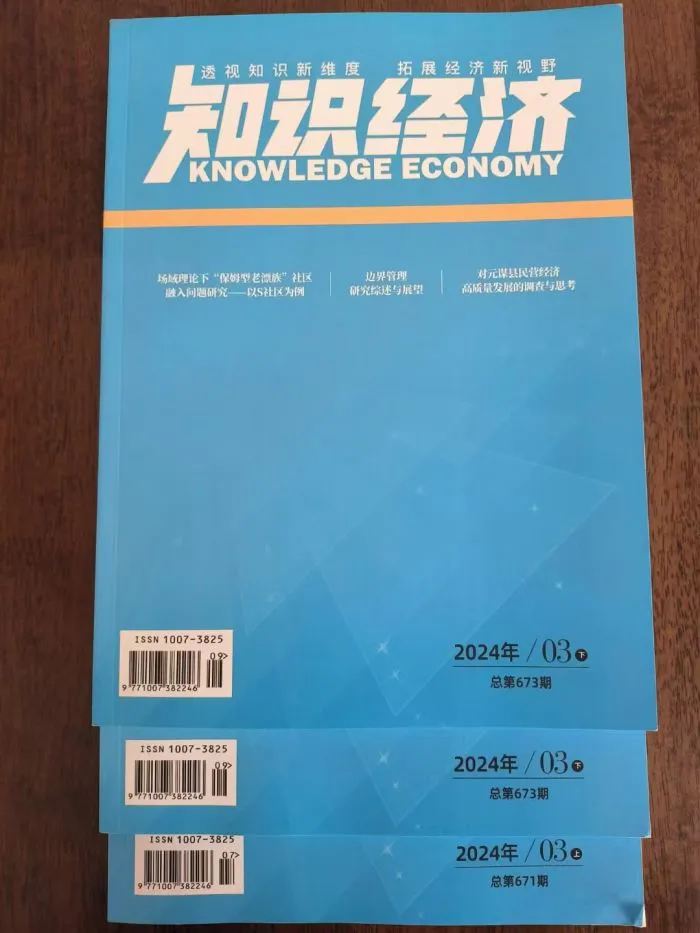 透视知识新维度 拓展经济新视野
知识经济
KNOWLEDGE ECONOMY
场域理论下“保姆型老漂族”社区
融入问题研究——以S社区为例
边界管理
研究综述与展望
对元谋县民营经济
高质量发展的调查与思考
ISSN 1007-3825
09>
9 771007 382246
2024年 / 03 下
总第673期
ISSN 1007-3825
09>
9 771007 382246
2024年 / 03 下
总第673期
ISSN 1007-3825
07>
9 771007 382246
2024年 / 03 上
总第671期